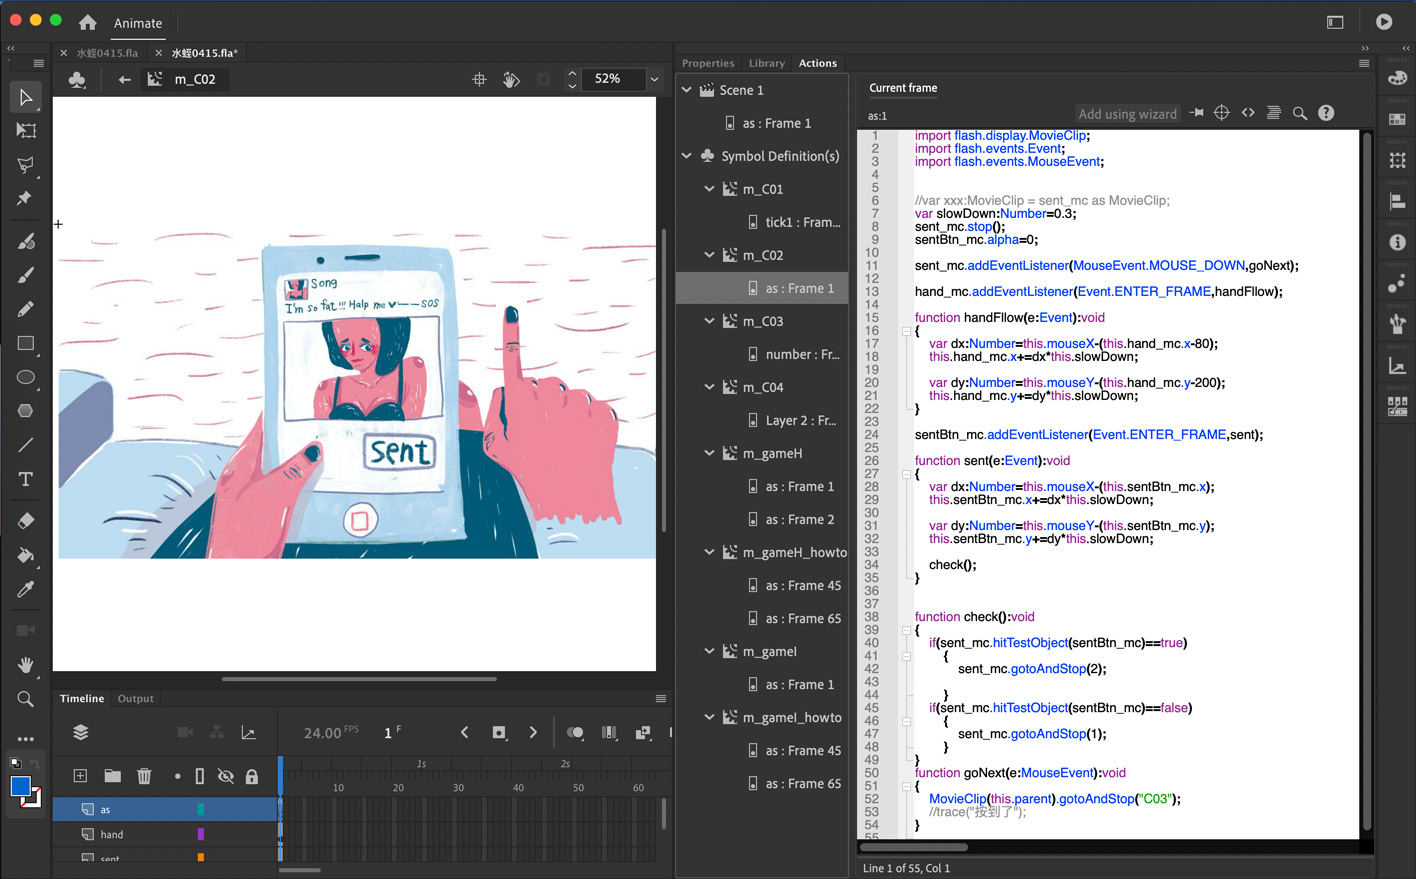 Animate
水蛭0415.fla
水蛭0415.fla*
m_C02
52%
Song
I'm so fat!!! Halp me
SOS
sent
Timeline
Output
24.00 FPS
1 F
1s
2s
10
20
30
40
50
60
as
hand
sent
Properties
Library
Actions
Scene 1
as : Frame 1
Symbol Definition(s)
m_C01
tick1 : Fram...
m_C02
as : Frame 1
m_C03
number : Fr...
m_C04
Layer 2 : Fr...
m_gameH
as : Frame 1
as : Frame 2
m_gameH_howto
as : Frame 45
as : Frame 65
m_gameI
as : Frame 1
m_gameI_howto
as : Frame 45
as : Frame 65
Current frame
as:1
Add using wizard
1 import flash.display.MovieClip;
2 import flash.events.Event;
3 import flash.events.MouseEvent;
4
5
6 //var xxx:MovieClip = sent_mc as MovieClip;
7 var slowDown:Number=0.3;
8 sent_mc.stop();
9 sentBtn_mc.alpha=0;
10
11 sent_mc.addEventListener(MouseEvent.MOUSE_DOWN,goNext);
12
13 hand_mc.addEventListener(Event.ENTER_FRAME,handFllow);
14
15 function handFllow(e:Event):void
16 {
17 var dx:Number=this.mouseX-(this.hand_mc.x-80);
18 this.hand_mc.x+=dx*this.slowDown;
19
20 var dy:Number=this.mouseY-(this.hand_mc.y-200);
21 this.hand_mc.y+=dy*this.slowDown;
22 }
23
24 sentBtn_mc.addEventListener(Event.ENTER_FRAME,sent);
25
26 function sent(e:Event):void
27 {
28 var dx:Number=this.mouseX-(this.sentBtn_mc.x);
29 this.sentBtn_mc.x+=dx*this.slowDown;
30
31 var dy:Number=this.mouseY-(this.sentBtn_mc.y);
32 this.sentBtn_mc.y+=dy*this.slowDown;
33
34 check();
35 }
36
37
38 function check():void
39 {
40 if(sent_mc.hitTestObject(sentBtn_mc)==true)
41 {
42 sent_mc.gotoAndStop(2);
43
44 }
45 if(sent_mc.hitTestObject(sentBtn_mc)==false)
46 {
47 sent_mc.gotoAndStop(1);
48 }
49 }
50 function goNext(e:MouseEvent):void
51 {
52 MovieClip(this.parent).gotoAndStop("C03");
53 //trace("按到了");
54 }
55
Line 1 of 55, Col 1